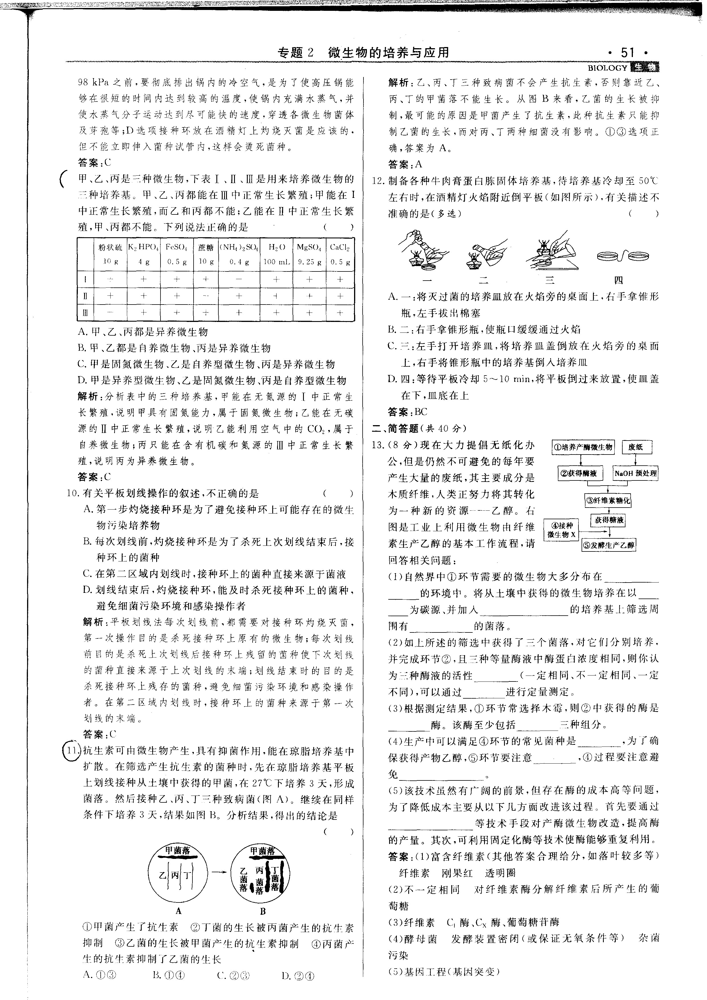 专题2 微生物的培养与应用
· 51 ·
BIOLOGY 生物
98 kPa 之前,要彻底排出锅内的冷空气,是为了使高压锅能
够在很短的时间内达到较高的温度,使锅内充满水蒸气,并
使水蒸气分子运动达到尽可能快的速度,穿透各微生物菌体
及芽孢等;D选项接种环放在酒精灯上灼烧灭菌是应该的,
但不能立即伸入菌种试管内,这样会烫死菌种。
答案:C
甲、乙、丙是三种微生物,下表Ⅰ、Ⅱ、Ⅲ是用来培养微生物的
三种培养基。甲、乙、丙都能在Ⅲ中正常生长繁殖;甲能在Ⅰ
中正常生长繁殖,而乙和丙都不能;乙能在Ⅱ中正常生长繁
殖,甲、丙都不能。下列说法正确的是 ( )
粉状硫 K₂HPO₄ FeSO₄ 蔗糖 (NH₄)₂SO₄ H₂O MgSO₄ CaCl₂
10 g 4 g 0.5 g 10 g 0.4 g 100 mL 9.25 g 0.5 g
Ⅰ + + + + − + + +
Ⅱ + + + − + + + +
Ⅲ − + + + + + + +
A. 甲、乙、丙都是异养微生物
B. 甲、乙都是自养微生物、丙是异养微生物
C. 甲是固氮微生物、乙是自养型微生物、丙是异养微生物
D. 甲是异养型微生物、乙是固氮微生物、丙是自养型微生物
解析:分析表中的三种培养基,甲能在无氮源的Ⅰ中正常生
长繁殖,说明甲具有固氮能力,属于固氮微生物;乙能在无碳
源的Ⅱ中正常生长繁殖,说明乙能利用空气中的CO₂,属于
自养微生物;丙只能在含有机碳和氮源的Ⅲ中正常生长繁
殖,说明丙为异养微生物。
答案:C
10. 有关平板划线操作的叙述,不正确的是 ( )
A. 第一步灼烧接种环是为了避免接种环上可能存在的微生
物污染培养物
B. 每次划线前,灼烧接种环是为了杀死上次划线结束后,接
种环上的菌种
C. 在第二区域内划线时,接种环上的菌种直接来源于菌液
D. 划线结束后,灼烧接种环,能及时杀死接种环上的菌种,
避免细菌污染环境和感染操作者
解析:平板划线法每次划线前,都需要对接种环灼烧灭菌,
第一次操作目的是杀死接种环上原有的微生物;每次划线
前目的是杀死上次划线后接种环上残留的菌种使下次划线
的菌种直接来源于上次划线的末端;划线结束时的目的是
杀死接种环上残存的菌种,避免细菌污染环境和感染操作
者。在第二区域内划线时,接种环上的菌种来源于第一次
划线的末端。
答案:C
11. 抗生素可由微生物产生,具有抑菌作用,能在琼脂培养基中
扩散。在筛选产生抗生素的菌种时,先在琼脂培养基平板
上划线接种从土壤中获得的甲菌,在27℃下培养3天,形成
菌落。然后接种乙、丙、丁三种致病菌(图A)。继续在同样
条件下培养3天,结果如图B。分析结果,得出的结论是
( )
甲菌落 甲菌落
乙 丙 丁 乙菌落 丙菌落 丁菌落
A B
①甲菌产生了抗生素 ②丁菌的生长被丙菌产生的抗生素
抑制 ③乙菌的生长被甲菌产生的抗生素抑制 ④丙菌产
生的抗生素抑制了乙菌的生长
A. ①③ B. ①④ C. ②③ D. ②④
解析:乙、丙、丁三种致病菌不会产生抗生素,否则靠近乙、
丙、丁的甲菌落不能生长。从图B来看,乙菌的生长被抑
制,最可能的原因是甲菌产生了抗生素,此种抗生素只能抑
制乙菌的生长,而对丙、丁两种细菌没有影响。①③选项正
确,答案为A。
答案:A
12. 制备各种牛肉膏蛋白胨固体培养基,待培养基冷却至50℃
左右时,在酒精灯火焰附近倒平板(如图所示),有关描述不
准确的是(多选) ( )
一 二 三 四
A. 一:将灭过菌的培养皿放在火焰旁的桌面上,右手拿锥形
瓶,左手拔出棉塞
B. 二:右手拿锥形瓶,使瓶口缓缓通过火焰
C. 三:左手打开培养皿,将培养皿盖倒放在火焰旁的桌面
上,右手将锥形瓶中的培养基倒入培养皿
D. 四:等待平板冷却5~10 min,将平板倒过来放置,使皿盖
在下,皿底在上
答案:BC
二、简答题(共40分)
13. (8分)现在大力提倡无纸化办
公,但是仍然不可避免的每年要
产生大量的废纸,其主要成分是
木质纤维,人类正努力将其转化
为一种新的资源——乙醇。右
图是工业上利用微生物由纤维
素生产乙醇的基本工作流程,请
回答相关问题:
①培养产酶微生物 废纸
②获得酶液 NaOH预处理
③纤维素糖化
获得糖液
④接种
微生物X
⑤发酵生产乙醇
(1)自然界中①环节需要的微生物大多分布在________
______的环境中。将从土壤中获得的微生物培养在以____
____为碳源、并加入________________的培养基上筛选周
围有____________的菌落。
(2)如上所述的筛选中获得了三个菌落,对它们分别培养,
并完成环节②,且三种等量酶液中酶蛋白浓度相同,则你认
为三种酶液的活性________(一定相同、不一定相同、一定
不同),可以通过________进行定量测定。
(3)根据测定结果,①环节常选择木霉,则②中获得的酶是
________酶。该酶至少包括________三种组分。
(4)生产中可以满足④环节的常见菌种是________,为了确
保获得产物乙醇,⑤环节要注意________,④过程要注意避
免________________。
(5)该技术虽然有广阔的前景,但存在酶的成本高等问题,
为了降低成本主要从以下几方面改进该过程。首先要通过
________________等技术手段对产酶微生物改造,提高酶
的产量。其次,可利用固定化酶等技术使酶能够重复利用。
答案:(1)富含纤维素(其他答案合理给分,如落叶较多等)
纤维素 刚果红 透明圈
(2)不一定相同 对纤维素酶分解纤维素后所产生的葡
萄糖
(3)纤维素 C₁酶、Cx酶、葡萄糖苷酶
(4)酵母菌 发酵装置密闭(或保证无氧条件等) 杂菌
污染
(5)基因工程(基因突变)